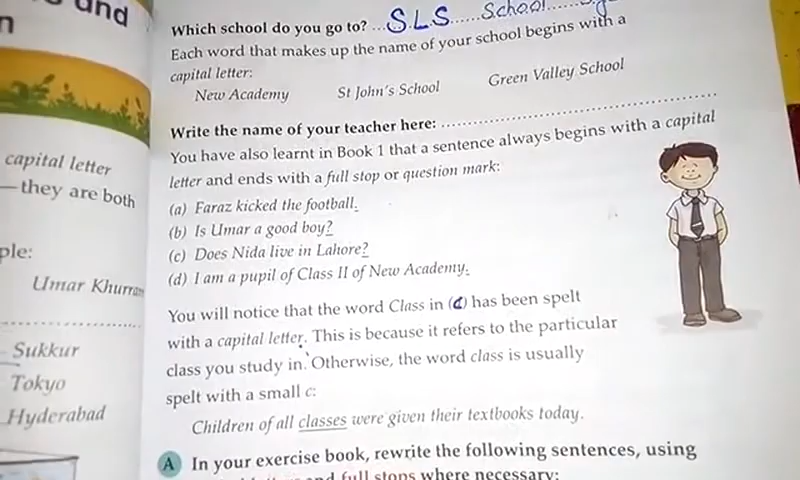 and
n
Which school do you go to? ... S.L.S ...... School ......
Each word that makes up the name of your school begins with a
capital letter:
New Academy St John's School Green Valley School
Write the name of your teacher here: ..............................
You have also learnt in Book 1 that a sentence always begins with a capital
letter and ends with a full stop or question mark:
(a) Faraz kicked the football.
(b) Is Umar a good boy?
(c) Does Nida live in Lahore?
(d) I am a pupil of Class II of New Academy.
You will notice that the word Class in (d) has been spelt
with a capital letter. This is because it refers to the particular
class you study in. Otherwise, the word class is usually
spelt with a small c:
Children of all classes were given their textbooks today.
A In your exercise book, rewrite the following sentences, using
and full stops where necessary:
capital letter
—they are both
ple:
Umar Khurram
Sukkur
Tokyo
Hyderabad